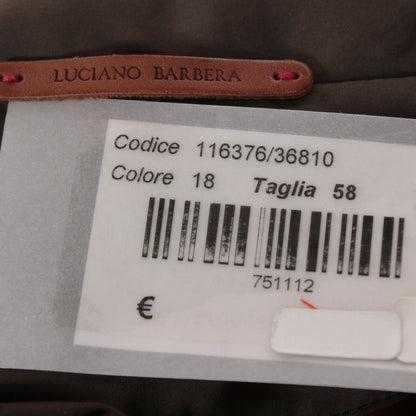 LUCIANO BARBERA
Codice 116376/36810
Colore 18 Taglia 58
751112
€